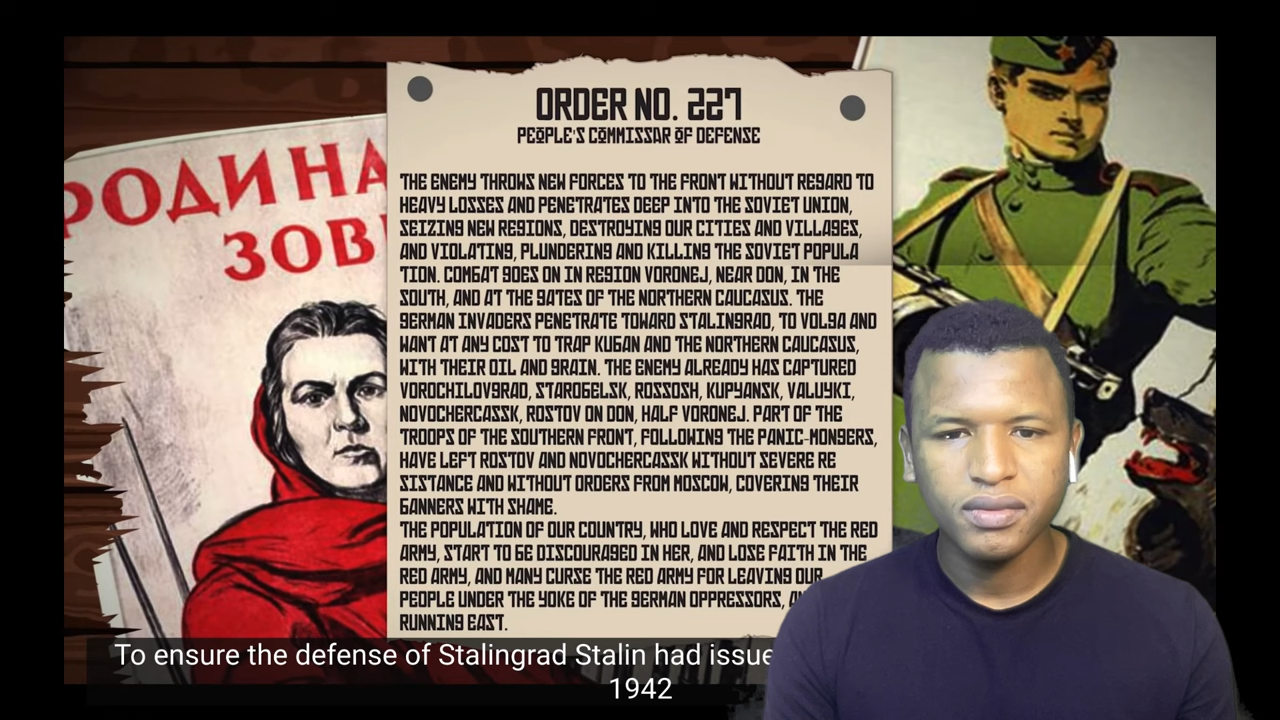 РОДИНА
ЗОВ
ORDER NO. 227
PEOPLE'S COMMISSAR OF DEFENSE
THE ENEMY THROWS NEW FORCES TO THE FRONT WITHOUT REGARD TO
HEAVY LOSSES AND PENETRATES DEEP INTO THE SOVIET UNION,
SEIZING NEW REGIONS, DESTROYING OUR CITIES AND VILLAGES,
AND VIOLATING, PLUNDERING AND KILLING THE SOVIET POPULA
TION. COMBAT GOES ON IN REGION VORONEJ, NEAR DON, IN THE
SOUTH, AND AT THE GATES OF THE NORTHERN CAUCASUS. THE
GERMAN INVADERS PENETRATE TOWARD STALINGRAD, TO VOLGA AND
WANT AT ANY COST TO TRAP KUBAN AND THE NORTHERN CAUCASUS,
WITH THEIR OIL AND GRAIN. THE ENEMY ALREADY HAS CAPTURED
VOROCHILOVGRAD, STAROBELSK, ROSSOSH, KUPYANSK, VALUYKI,
NOVOCHERCASSK, ROSTOV ON DON, HALF VORONEJ. PART OF THE
TROOPS OF THE SOUTHERN FRONT, FOLLOWING THE PANIC-MONGERS,
HAVE LEFT ROSTOV AND NOVOCHERCASSK WITHOUT SEVERE RE
SISTANCE AND WITHOUT ORDERS FROM MOSCOW, COVERING THEIR
BANNERS WITH SHAME.
THE POPULATION OF OUR COUNTRY, WHO LOVE AND RESPECT THE RED
ARMY, START TO BE DISCOURAGED IN HER, AND LOSE FAITH IN THE
RED ARMY, AND MANY CURSE THE RED ARMY FOR LEAVING OUR
PEOPLE UNDER THE YOKE OF THE GERMAN OPPRESSORS,
RUNNING EAST.
To ensure the defense of Stalingrad Stalin had issue
1942